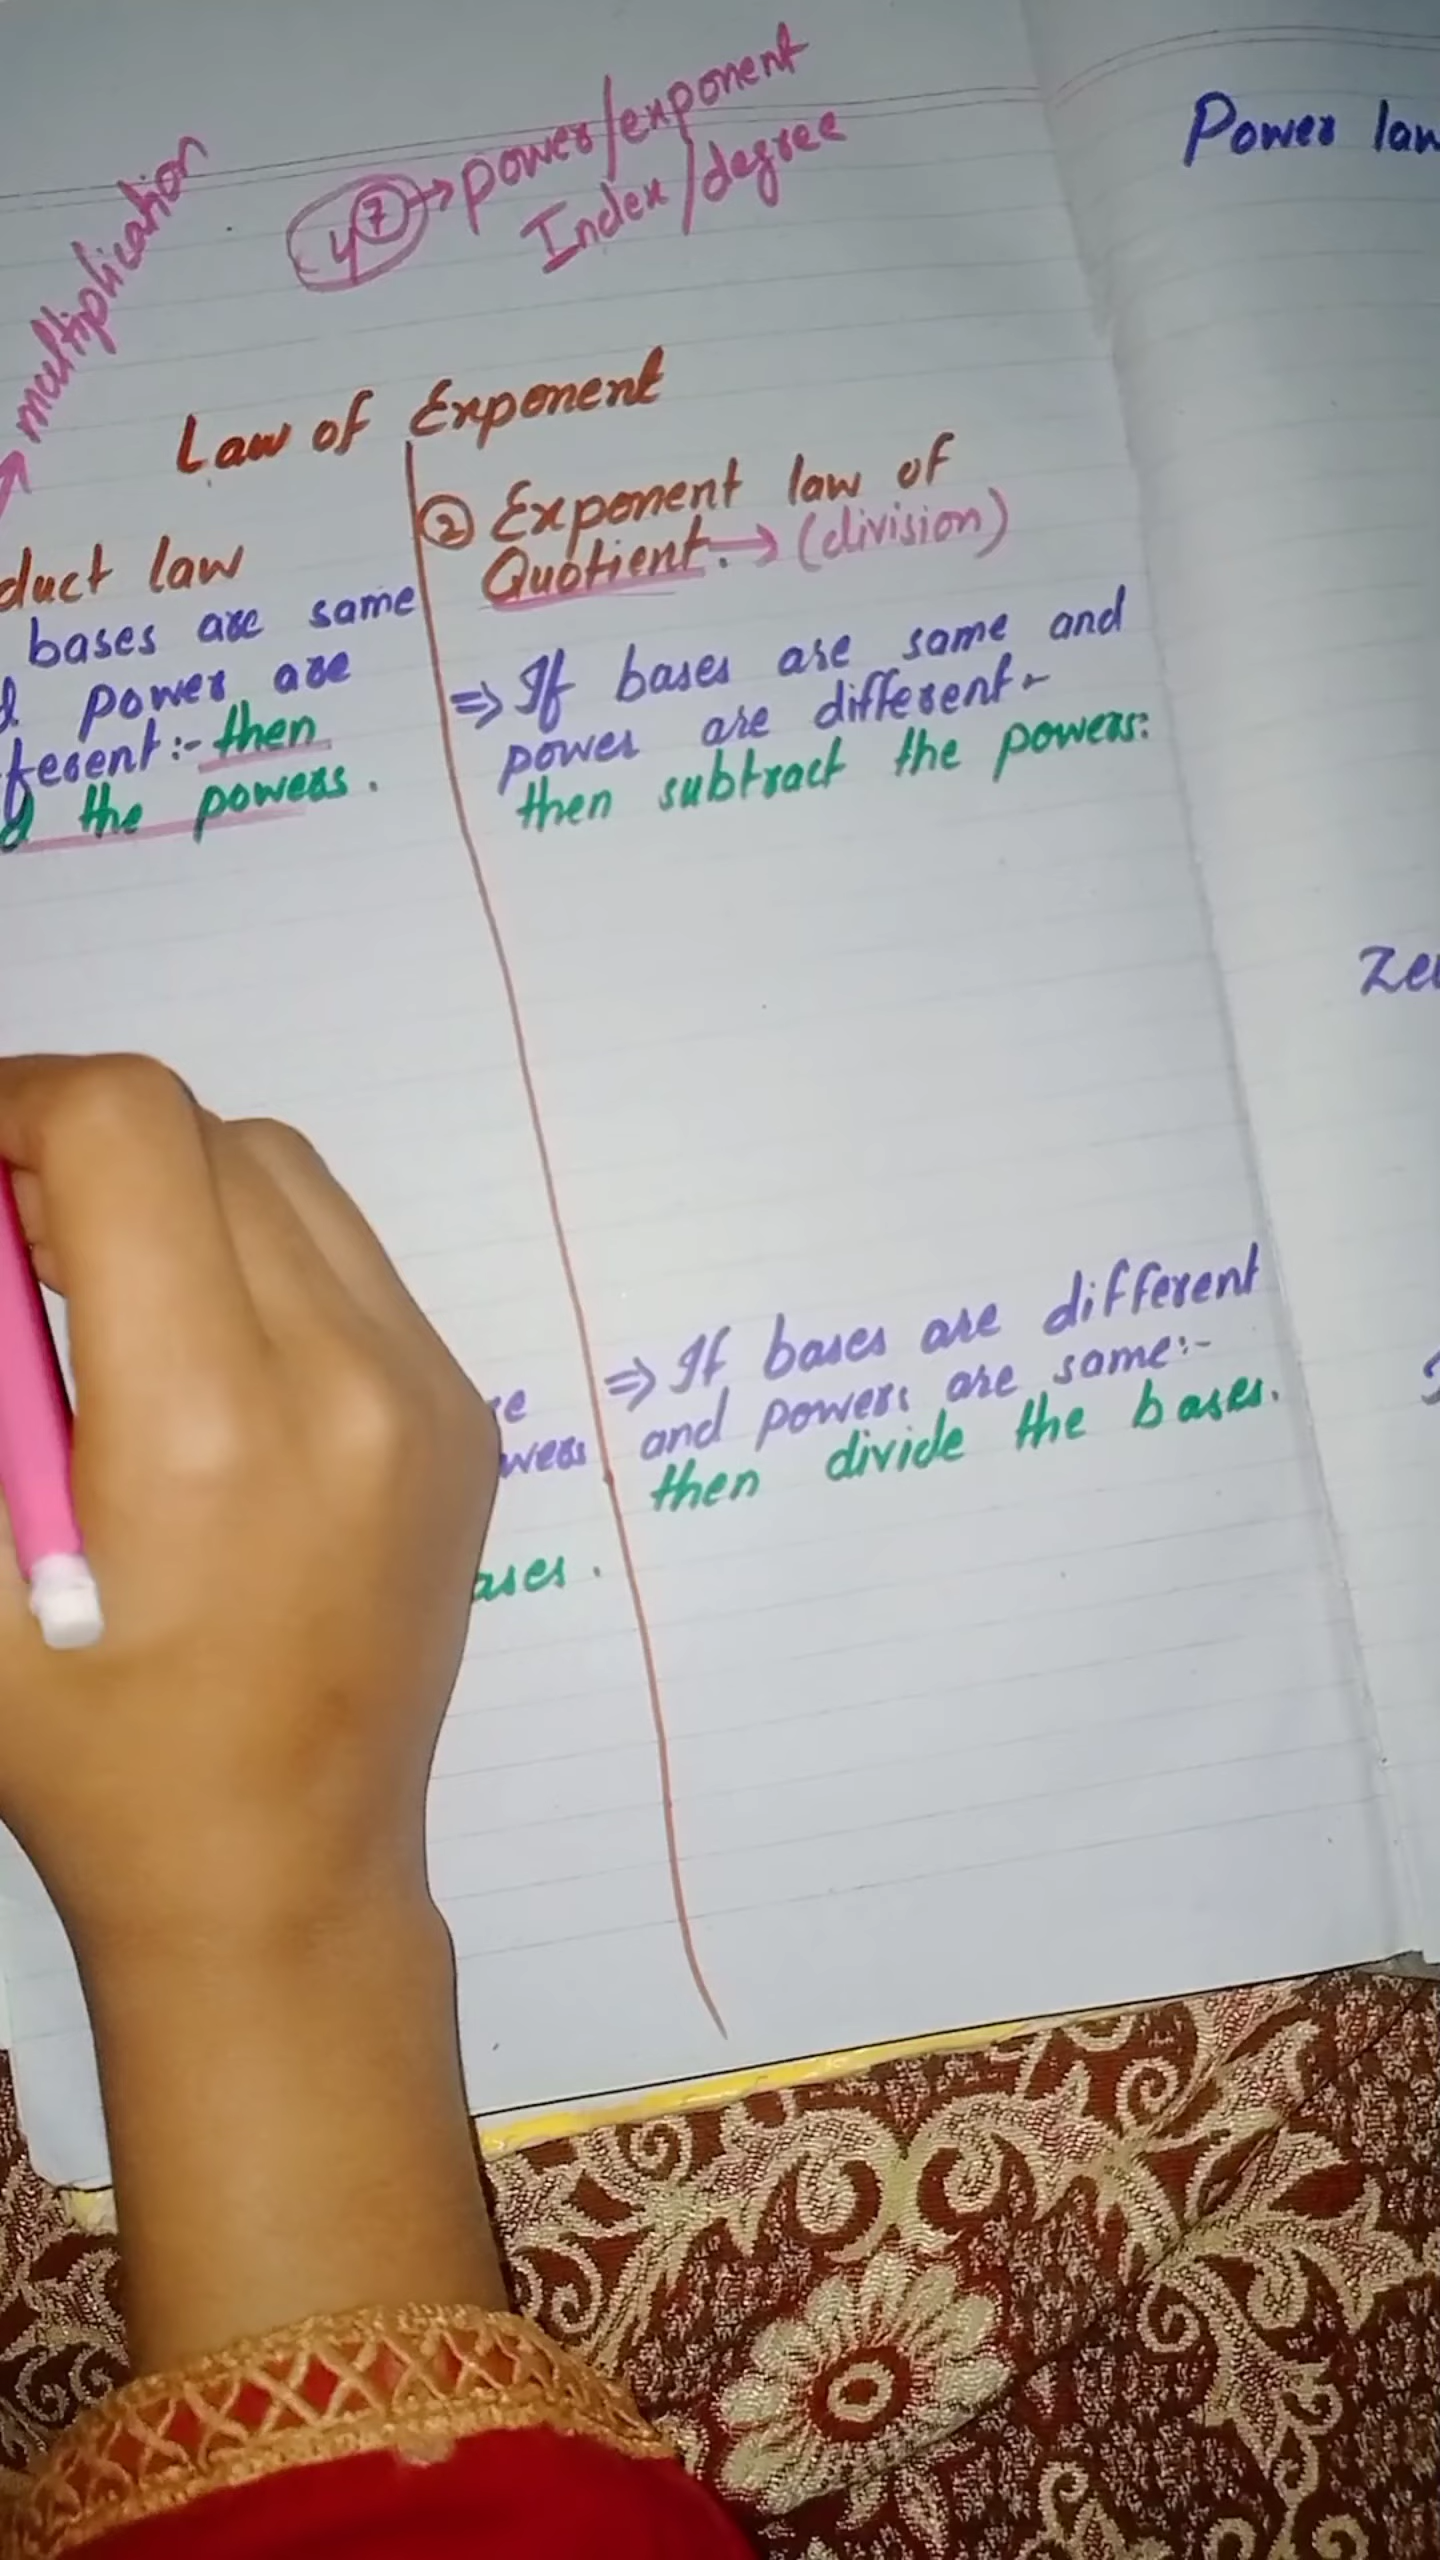 multiplication
4⁷ → power/exponent
Index/degree
Law of Exponent
duct law
bases are same
power are
ferent:- then
the powers.
ases.
② Exponent law of
Quotient. → (division)
⇒ If bases are same and
power are different-
then subtract the powers:
⇒ If bases are different
and powers are same:-
then divide the bases.
Power law